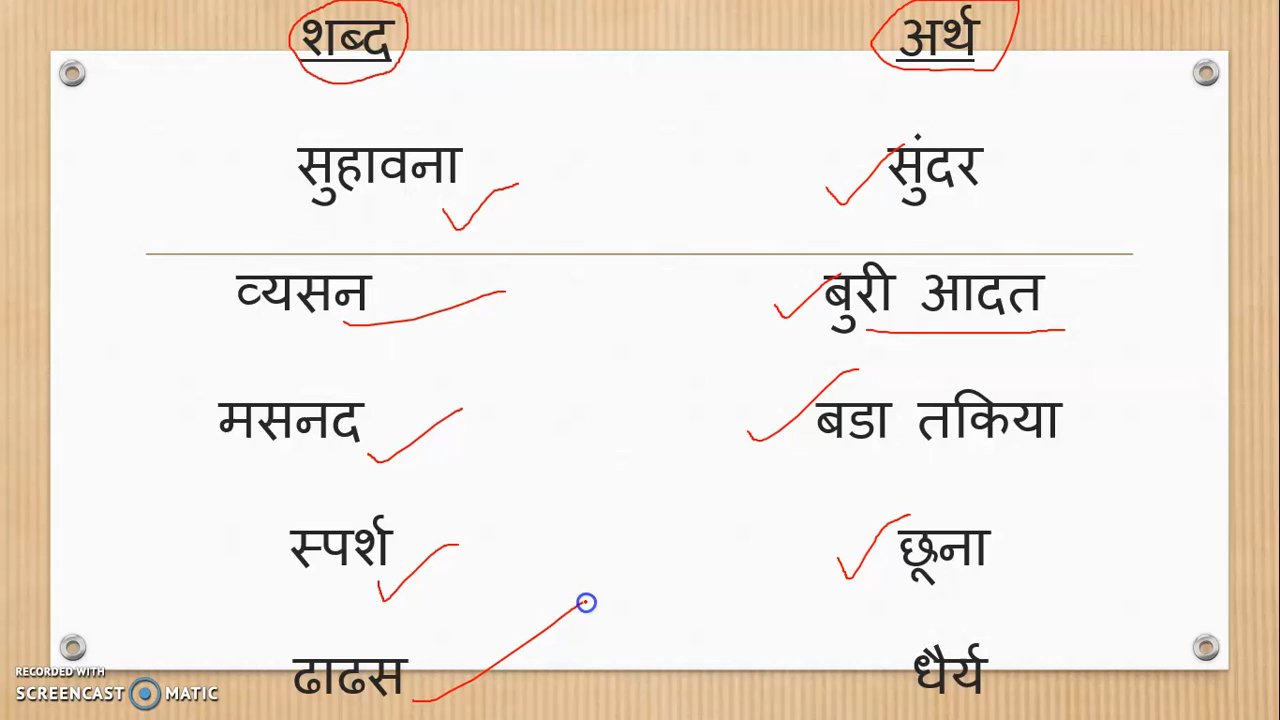 शब्द अर्थ
सुहावना सुंदर
व्यसन बुरी आदत
मसनद बडा तकिया
स्पर्श छूना
ढाढस धैर्य
RECORDED WITH
SCREENCAST MATIC